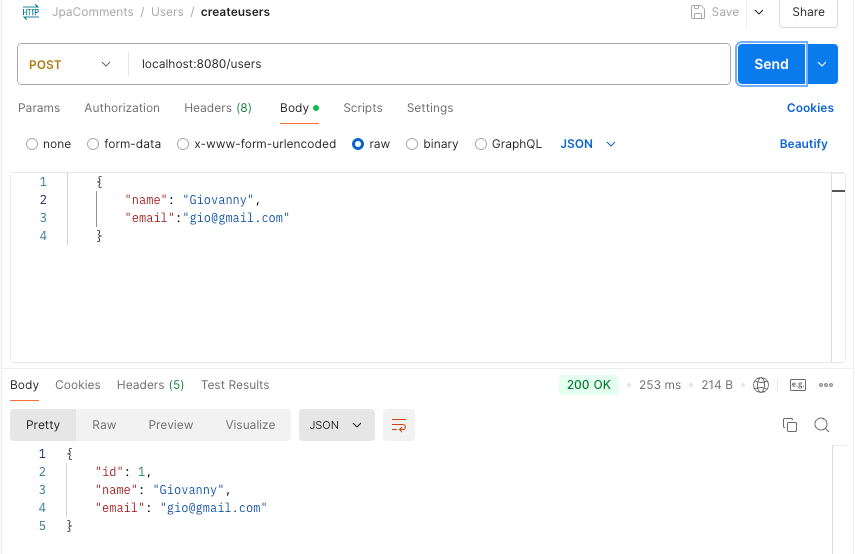 HTTP JpaComments / Users / createusers Save Share
POST localhost:8080/users Send
Params Authorization Headers (8) Body Scripts Settings Cookies
none form-data x-www-form-urlencoded raw binary GraphQL JSON Beautify
1 {
2 "name": "Giovanny",
3 "email":"gio@gmail.com"
4 }
Body Cookies Headers (5) Test Results 200 OK 253 ms 214 B e.g.
Pretty Raw Preview Visualize JSON
1 {
2 "id": 1,
3 "name": "Giovanny",
4 "email": "gio@gmail.com"
5 }